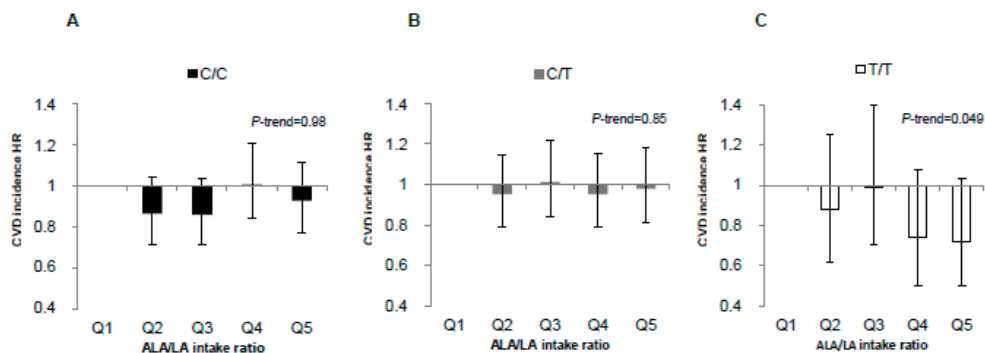 A
C/C
CVD incidence HR
1.4
1.2
1
0.8
0.6
0.4
P-trend=0.98
Q1 Q2 Q3 Q4 Q5
ALA/LA intake ratio
B
C/T
CVD incidence HR
1.4
1.2
1
0.8
0.6
0.4
P-trend=0.85
Q1 Q2 Q3 Q4 Q5
ALA/LA intake ratio
C
T/T
CVD incidence HR
1.4
1.2
1
0.8
0.6
0.4
P-trend=0.049
Q1 Q2 Q3 Q4 Q5
ALA/LA intake ratio